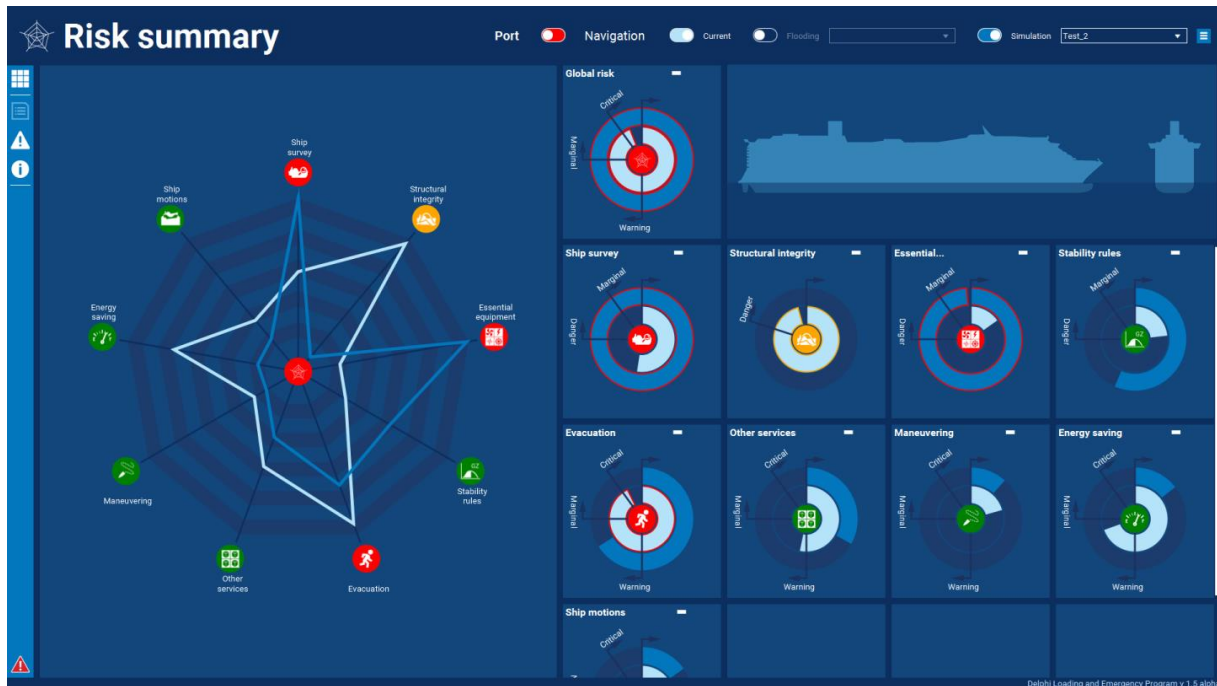 Risk summary
Port
Navigation
Current
Flooding
Simulation
Test_2
Ship
survey
Structural
integrity
Essential
equipment
Stability
rules
Evacuation
Other
services
Maneuvering
Energy
saving
Ship
motions
GZ
Global risk
Critical
Marginal
Warning
Ship survey
Marginal
Danger
Structural integrity
Danger
Essential...
Marginal
Danger
Stability rules
Marginal
Danger
GZ
Evacuation
Critical
Marginal
Warning
Other services
Critical
Marginal
Warning
Maneuvering
Critical
Marginal
Warning
Energy saving
Critical
Marginal
Warning
Ship motions
Critical
Delphi Loading and Emergency Program v 1.5 alpha